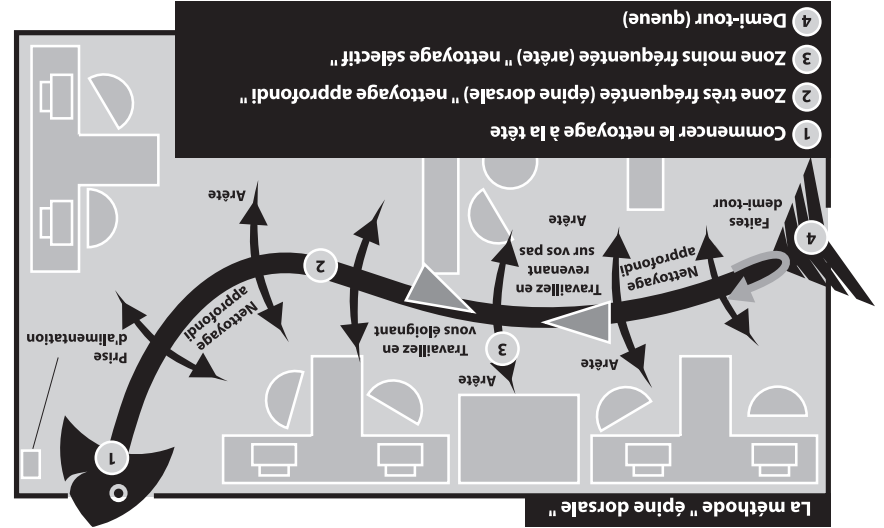 La méthode " épine dorsale "
1
Prise
d'alimentation
Nettoyage
approfondi
Arête
2
Travaillez en
vous éloignant
3
Arête
Arête
Travaillez en
revenant
sur vos pas
Arête
Nettoyage
approfondi
Faites
demi-tour
4
1 Commencer le nettoyage à la tête
2 Zone très fréquentée (épine dorsale) " nettoyage approfondi "
3 Zone moins fréquentée (arête) " nettoyage sélectif "
4 Demi-tour (queue)